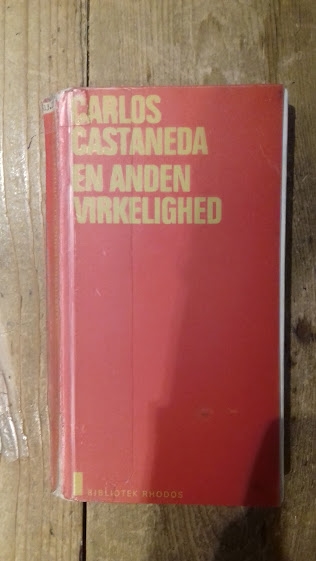 CARLOS
CASTANEDA
EN ANDEN
VIRKELIGHED
BIBLIOTEK RHODOS